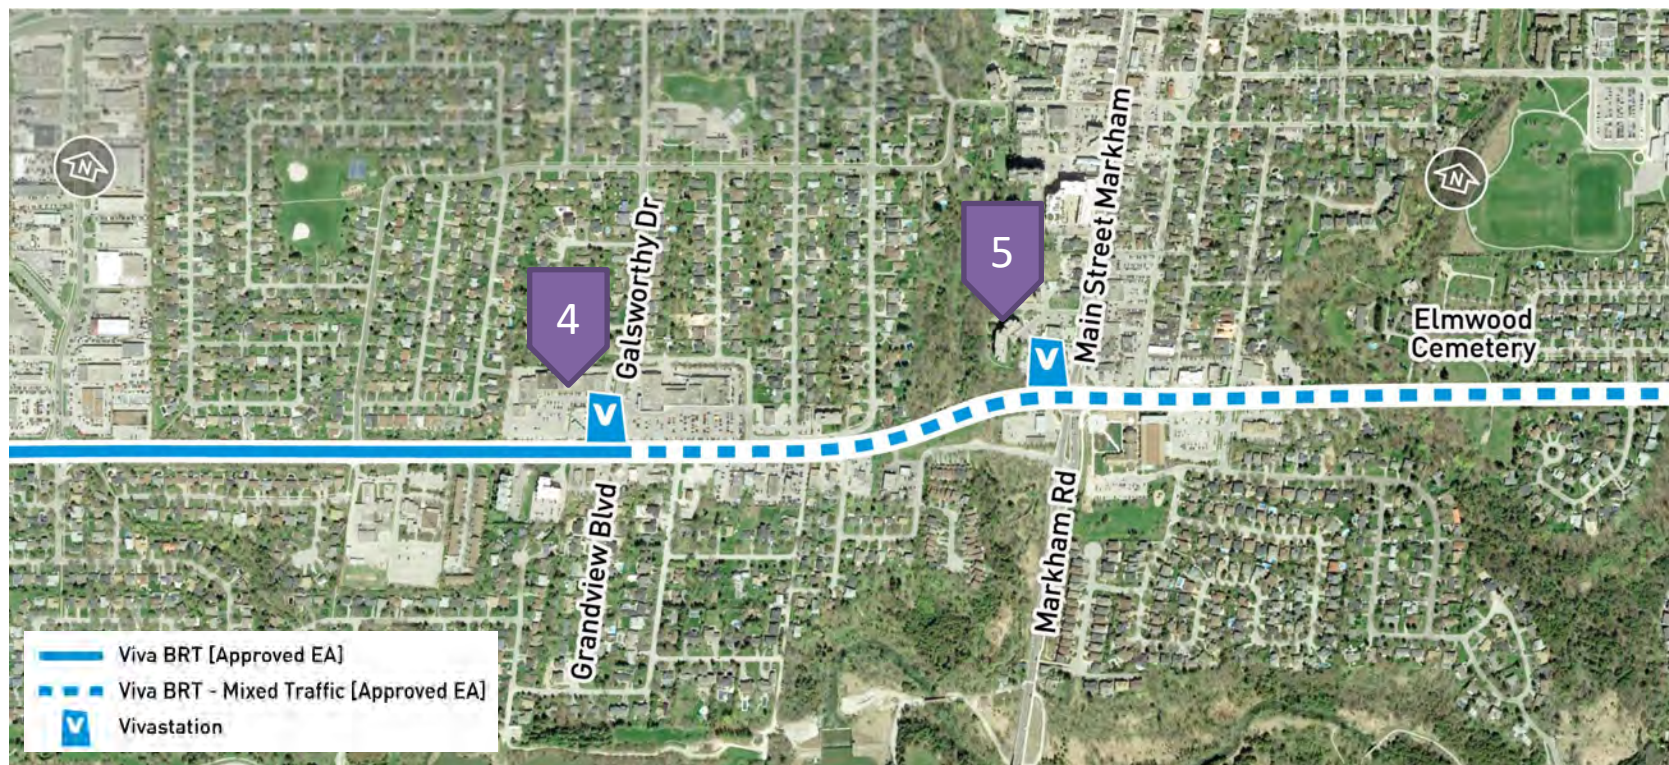 N
N
Galsworthy Dr
Main Street Markham
5
4
Elmwood
Cemetery
V
V
Grandview Blvd
Markham Rd
Viva BRT [Approved EA]
Viva BRT - Mixed Traffic [Approved EA]
V
Vivastation